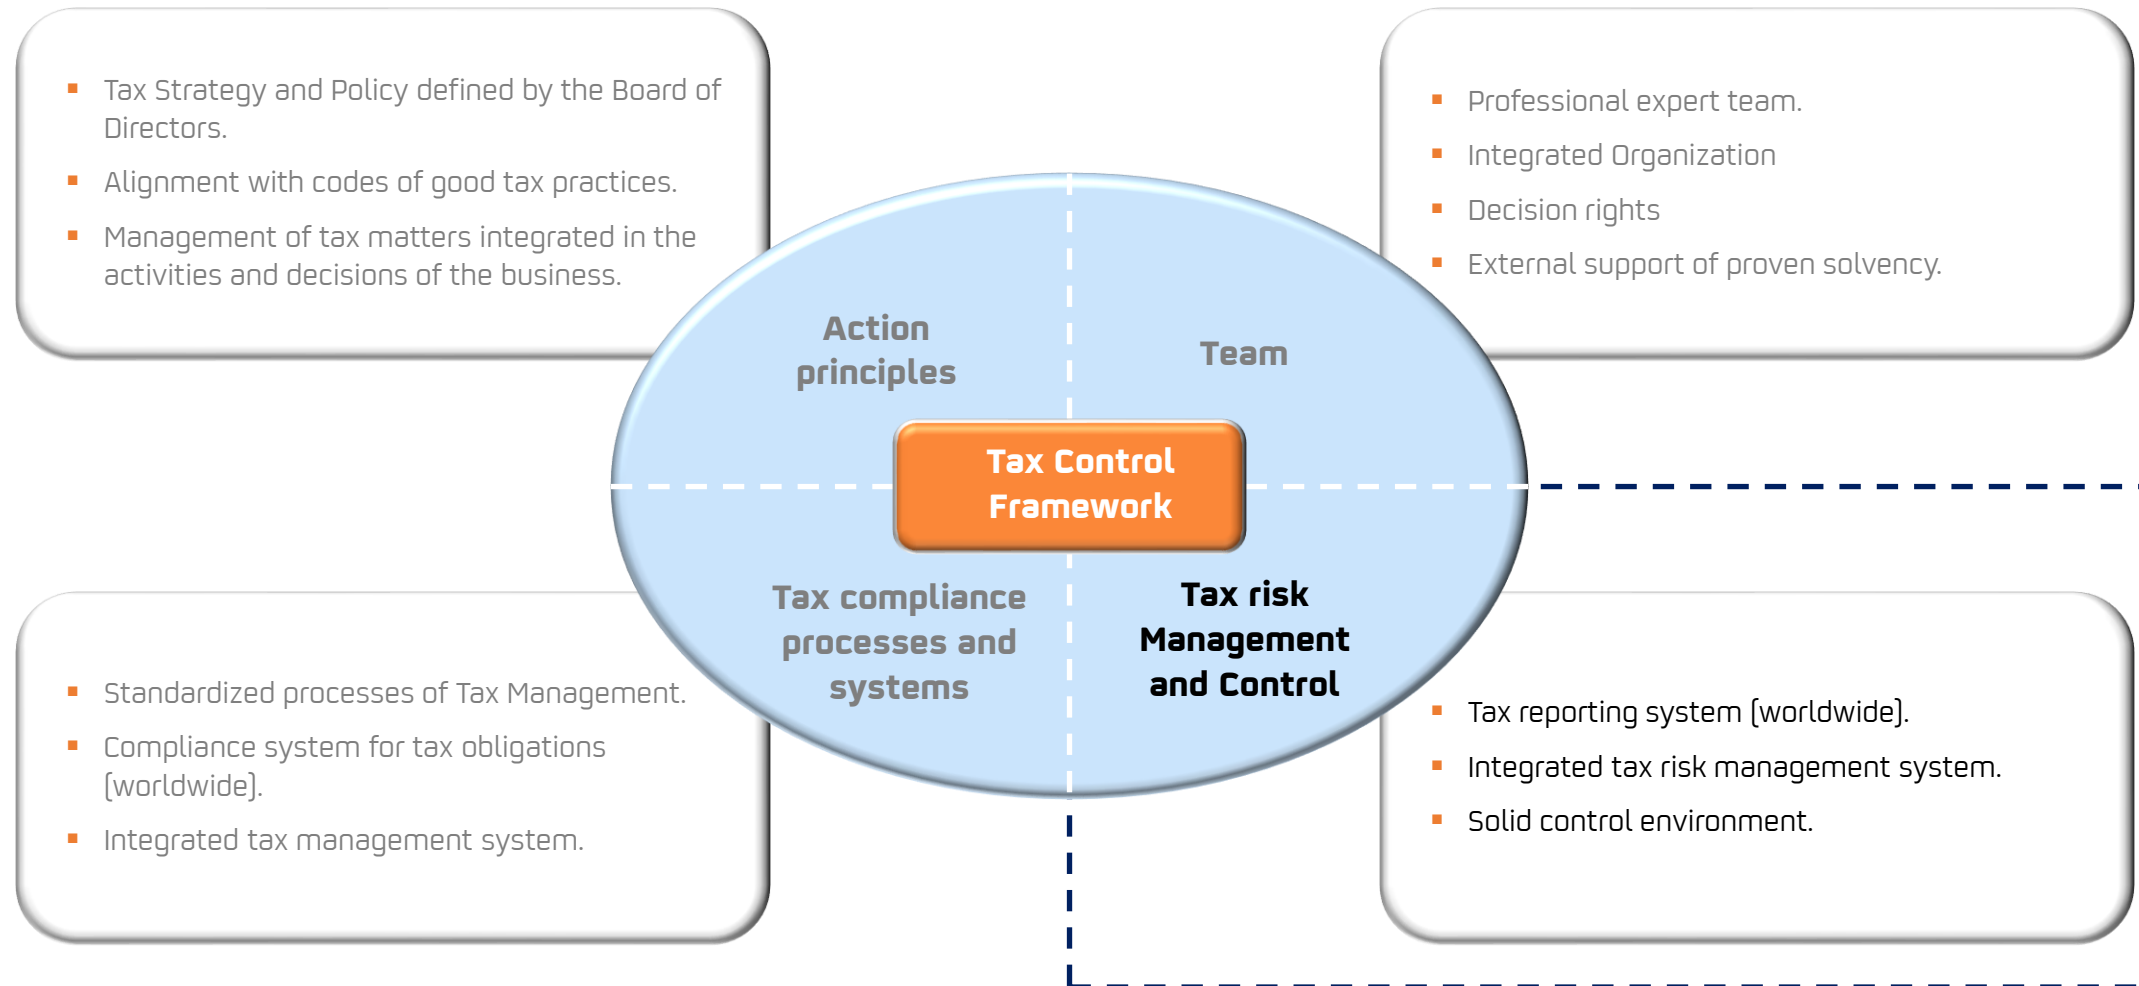 ▪ Tax Strategy and Policy defined by the Board of
Directors.
▪ Alignment with codes of good tax practices.
▪ Management of tax matters integrated in the
activities and decisions of the business.
▪ Professional expert team.
▪ Integrated Organization
▪ Decision rights
▪ External support of proven solvency.
Action
principles
Team
Tax Control
Framework
Tax compliance
processes and
systems
Tax risk
Management
and Control
▪ Standardized processes of Tax Management.
▪ Compliance system for tax obligations
(worldwide).
▪ Integrated tax management system.
▪ Tax reporting system (worldwide).
▪ Integrated tax risk management system.
▪ Solid control environment.